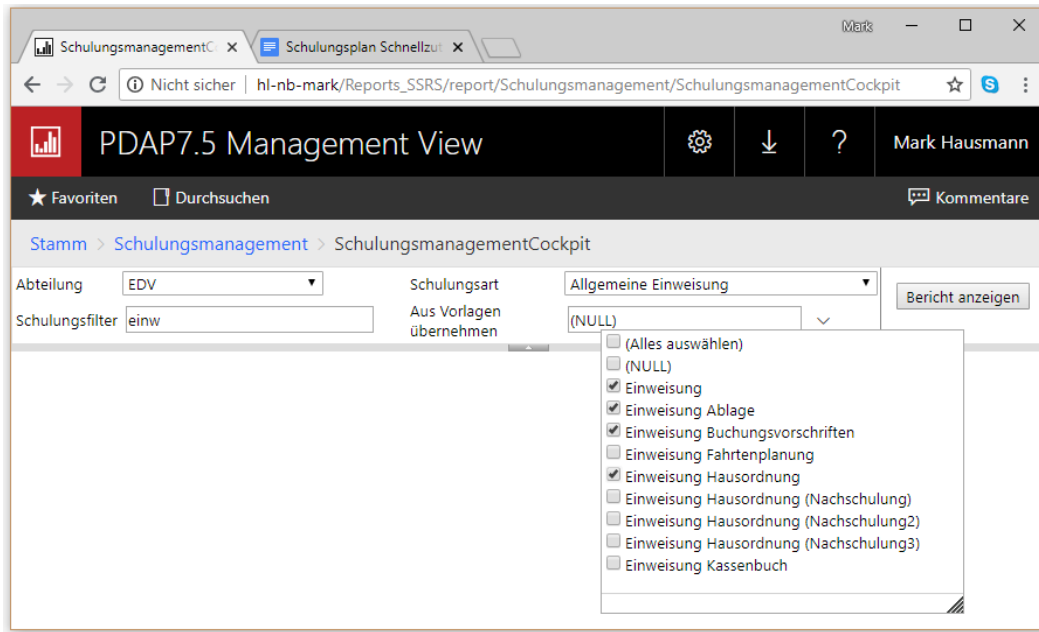 Mark
SchulungsmanagementC
Schulungsplan Schnellzut
Nicht sicher | hl-nb-mark/Reports_SSRS/report/Schulungsmanagement/SchulungsmanagementCockpit
PDAP7.5 Management View
?
Mark Hausmann
Favoriten
Durchsuchen
Kommentare
Stamm > Schulungsmanagement > SchulungsmanagementCockpit
Abteilung
EDV
Schulungsart
Allgemeine Einweisung
Bericht anzeigen
Schulungsfilter
einw
Aus Vorlagen
übernehmen
(NULL)
(Alles auswählen)
(NULL)
Einweisung
Einweisung Ablage
Einweisung Buchungsvorschriften
Einweisung Fahrtenplanung
Einweisung Hausordnung
Einweisung Hausordnung (Nachschulung)
Einweisung Hausordnung (Nachschulung2)
Einweisung Hausordnung (Nachschulung3)
Einweisung Kassenbuch